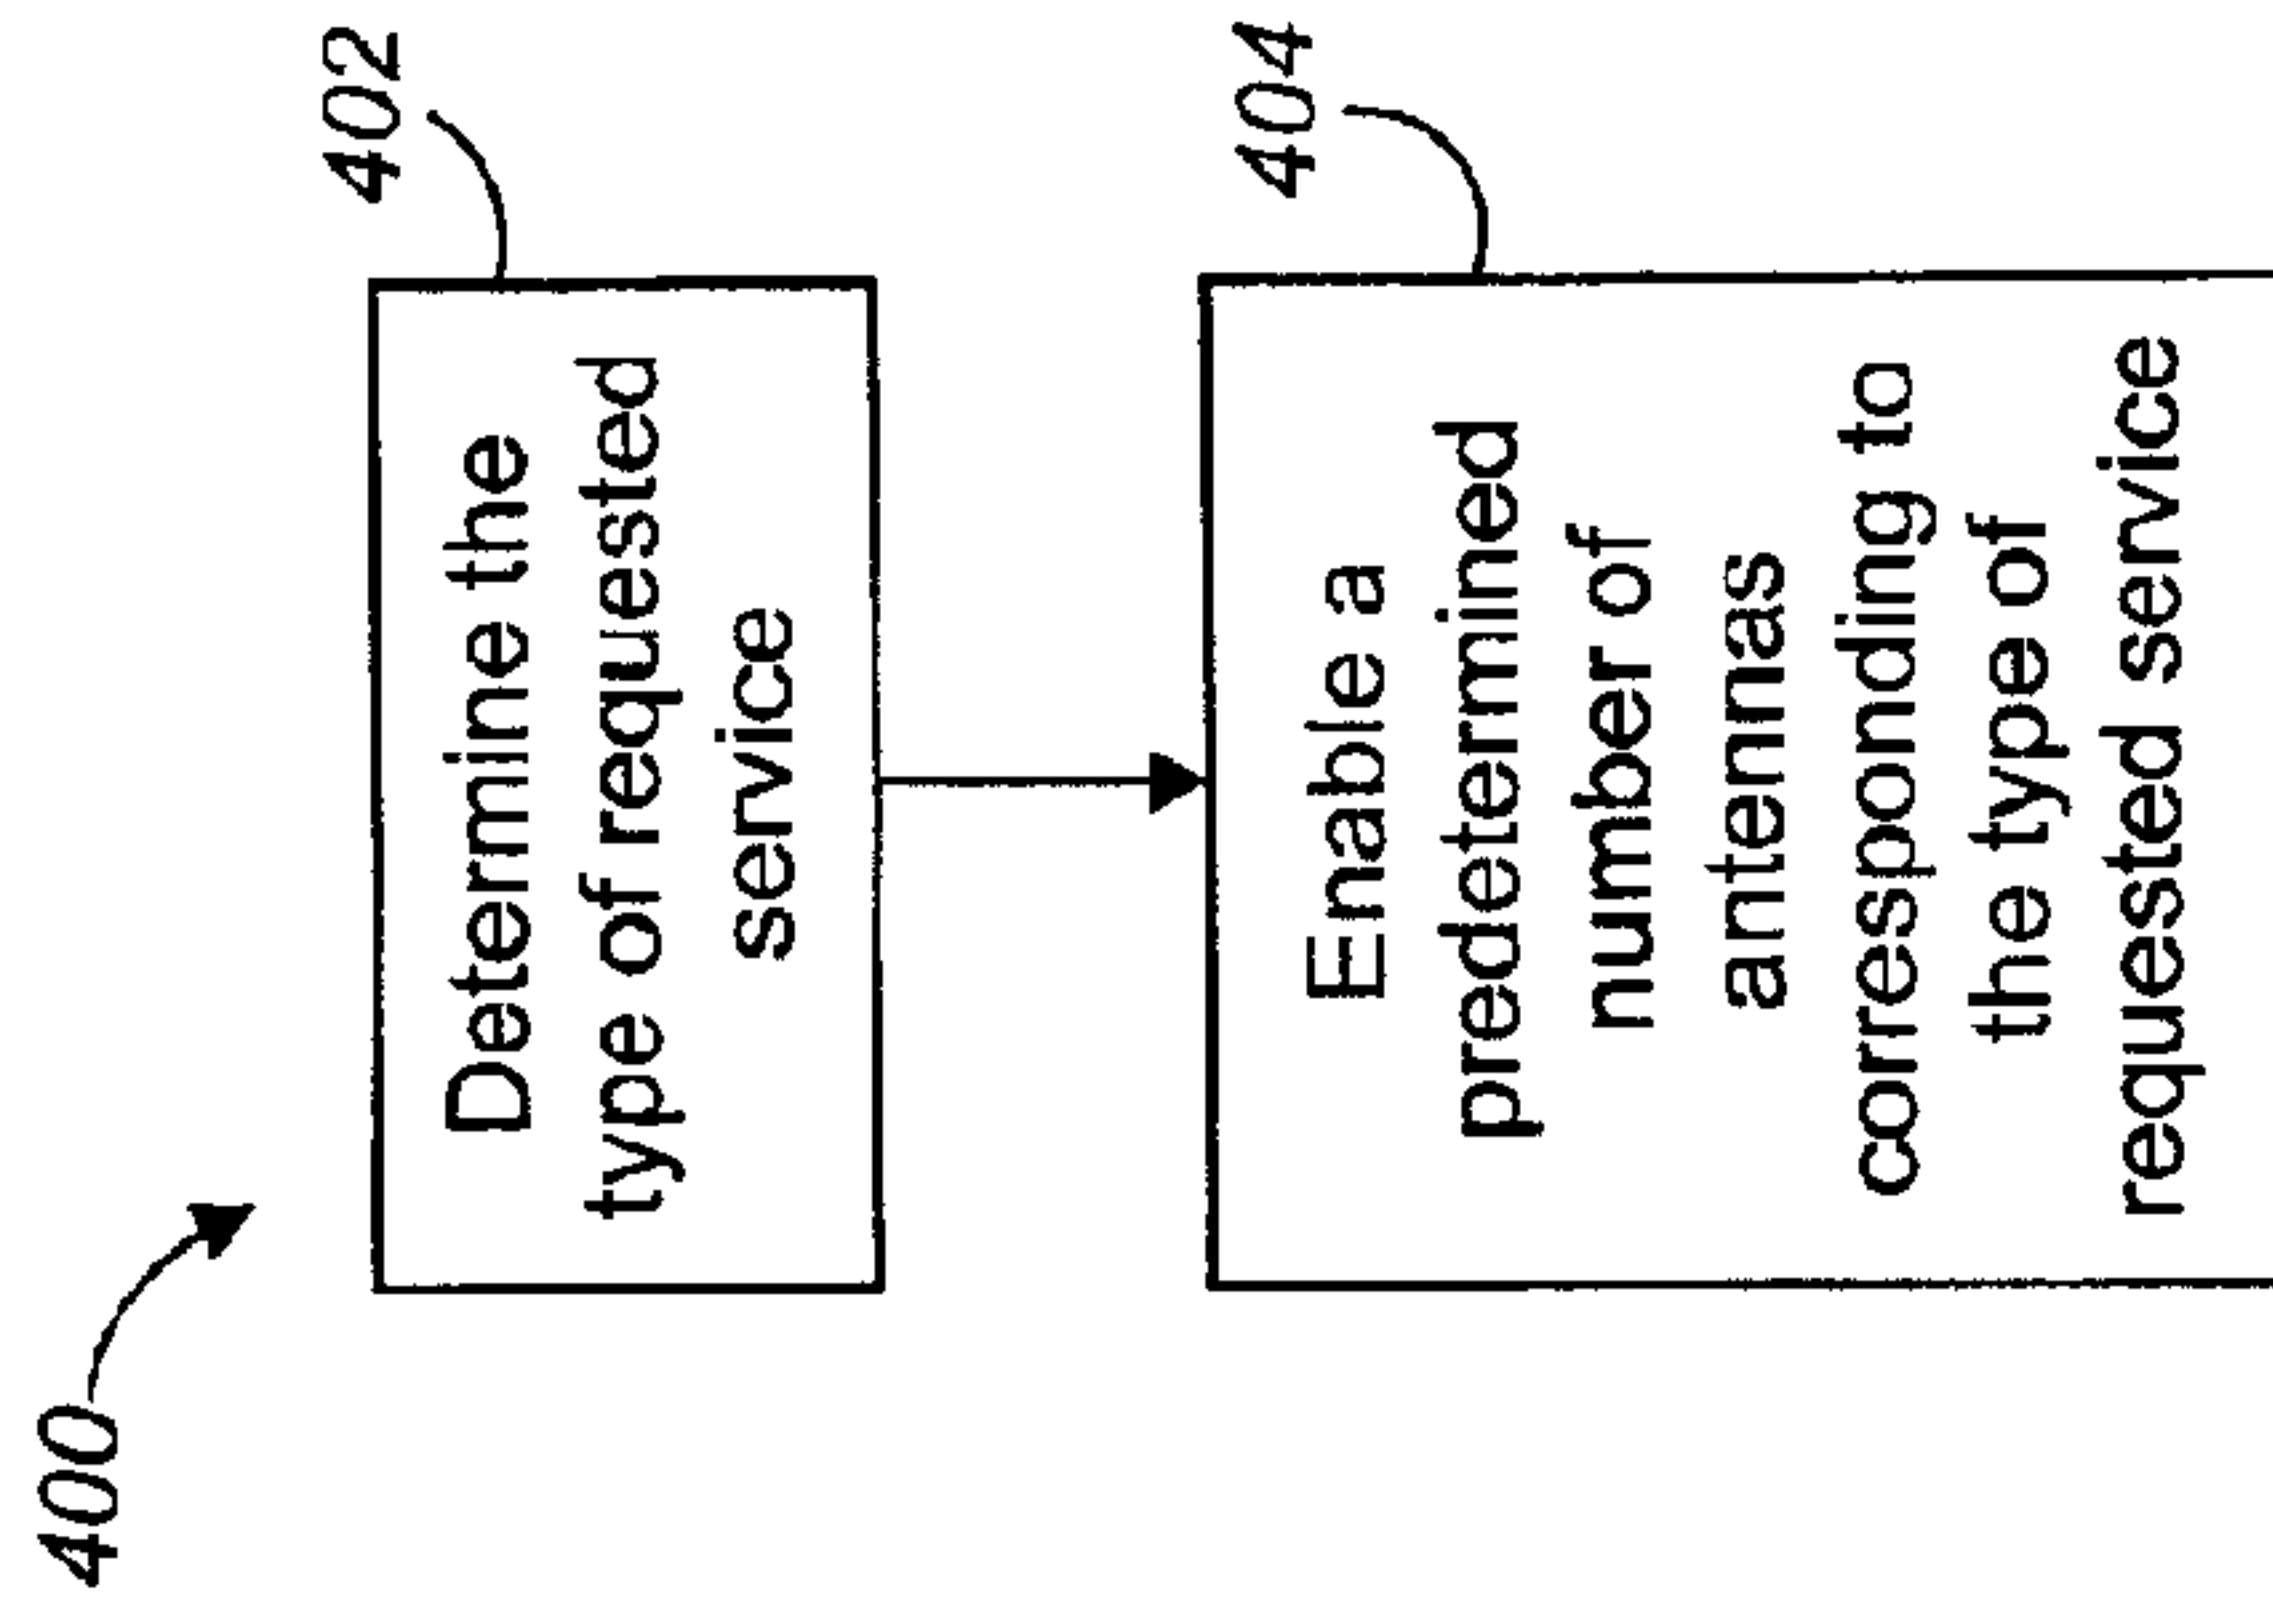 400
402
Determine the
type of requested
service
404
Enable a
predetermined
number of
antennas
corresponding to
the type of
requested service